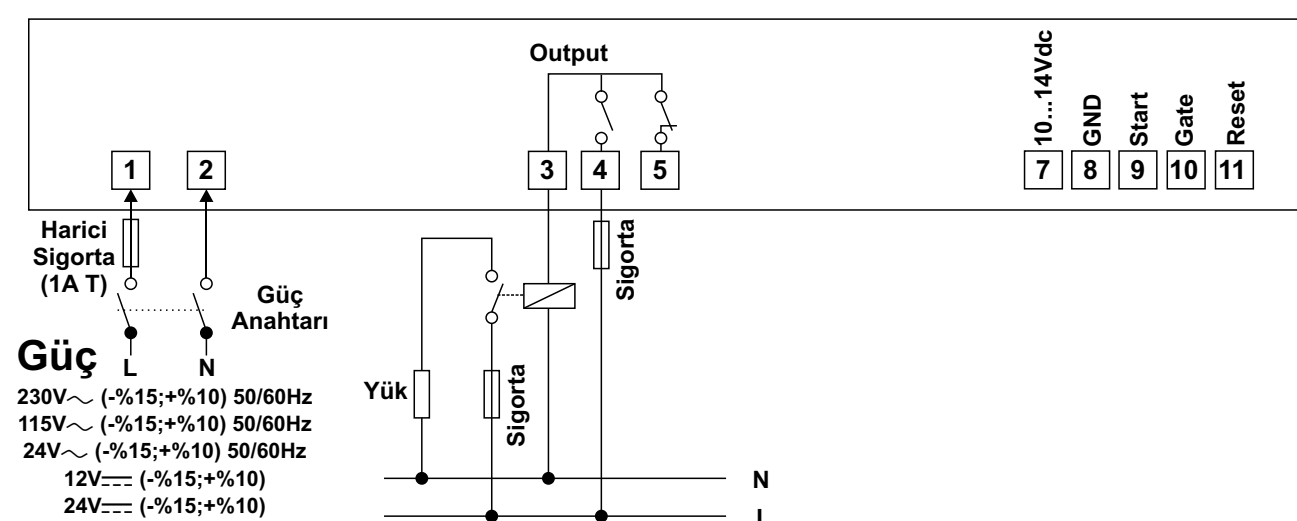 Output
10...14Vdc
GND
Start
Gate
Reset
1
2
3
4
5
7
8
9
10
11
Harici
Sigorta
(1A T)
Güç
Anahtarı
Sigorta
Güç
L
N
230V~ (-%15;+%10) 50/60Hz
115V~ (-%15;+%10) 50/60Hz
24V~ (-%15;+%10) 50/60Hz
12V⎓ (-%15;+%10)
24V⎓ (-%15;+%10)
Yük
Sigorta
N